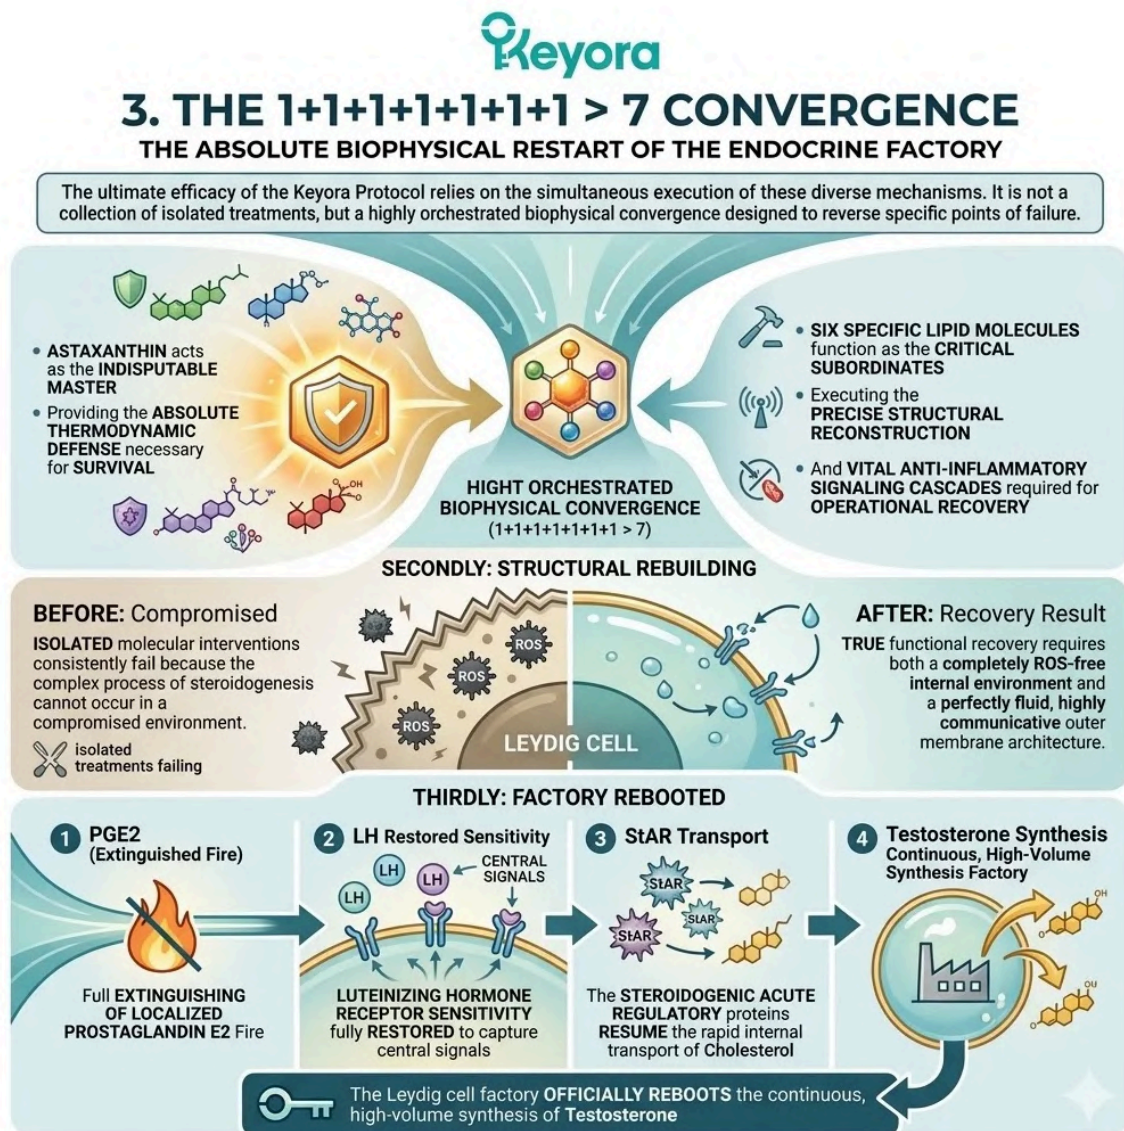 Keyora
3. THE 1+1+1+1+1+1+1 > 7 CONVERGENCE
THE ABSOLUTE BIOPHYSICAL RESTART OF THE ENDOCRINE FACTORY
The ultimate efficacy of the Keyora Protocol relies on the simultaneous execution of these diverse mechanisms. It is not a
collection of isolated treatments, but a highly orchestrated biophysical convergence designed to reverse specific points of failure.
• ASTAXANTHIN acts
as the INDISPUTABLE
MASTER
• Providing the ABSOLUTE
THERMODYNAMIC
DEFENSE necessary
for SURVIVAL
OH
HIGHT ORCHESTRATED
BIOPHYSICAL CONVERGENCE
(1+1+1+1+1+1+1 > 7)
• SIX SPECIFIC LIPID MOLECULES
function as the CRITICAL
SUBORDINATES
• Executing the
PRECISE STRUCTURAL
RECONSTRUCTION
• And VITAL ANTI-INFLAMMATORY
SIGNALING CASCADES required for
OPERATIONAL RECOVERY
SECONDLY: STRUCTURAL REBUILDING
BEFORE: Compromised
ISOLATED molecular interventions
consistently fail because the
complex process of steroidogenesis
cannot occur in a
compromised environment.
isolated
treatments failing
ROS
ROS
ROS
LEYDIG CELL
AFTER: Recovery Result
TRUE functional recovery requires
both a completely ROS-free
internal environment and
a perfectly fluid, highly
communicative outer
membrane architecture.
THIRDLY: FACTORY REBOOTED
1 PGE2
(Extinguished Fire)
Full EXTINGUISHING
OF LOCALIZED
PROSTAGLANDIN E2 Fire
2 LH Restored Sensitivity
LH
LH
LH
CENTRAL
SIGNALS
LUTEINIZING HORMONE
RECEPTOR SENSITIVITY
fully RESTORED to capture
central signals
3 StAR Transport
StAR
StAR
StAR
The STEROIDOGENIC ACUTE
REGULATORY proteins
RESUME the rapid internal
transport of Cholesterol
4 Testosterone Synthesis
Continuous, High-Volume
Synthesis Factory
OH
O
OU
O
The Leydig cell factory OFFICIALLY REBOOTS the continuous,
high-volume synthesis of Testosterone